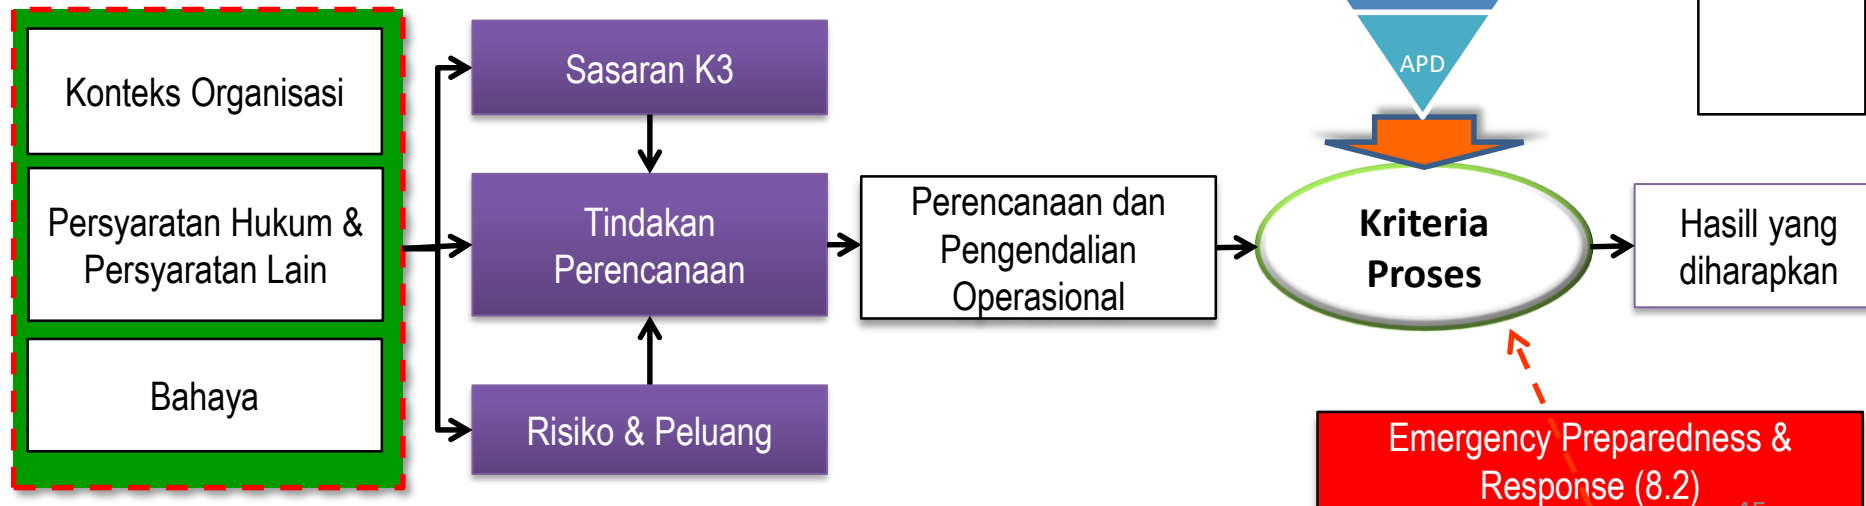 Konteks Organisasi
Persyaratan Hukum &
Persyaratan Lain
Bahaya
Sasaran K3
Tindakan
Perencanaan
Risiko & Peluang
Perencanaan dan
Pengendalian
Operasional
APD
Kriteria
Proses
Hasill yang
diharapkan
Emergency Preparedness &
Response (8.2)